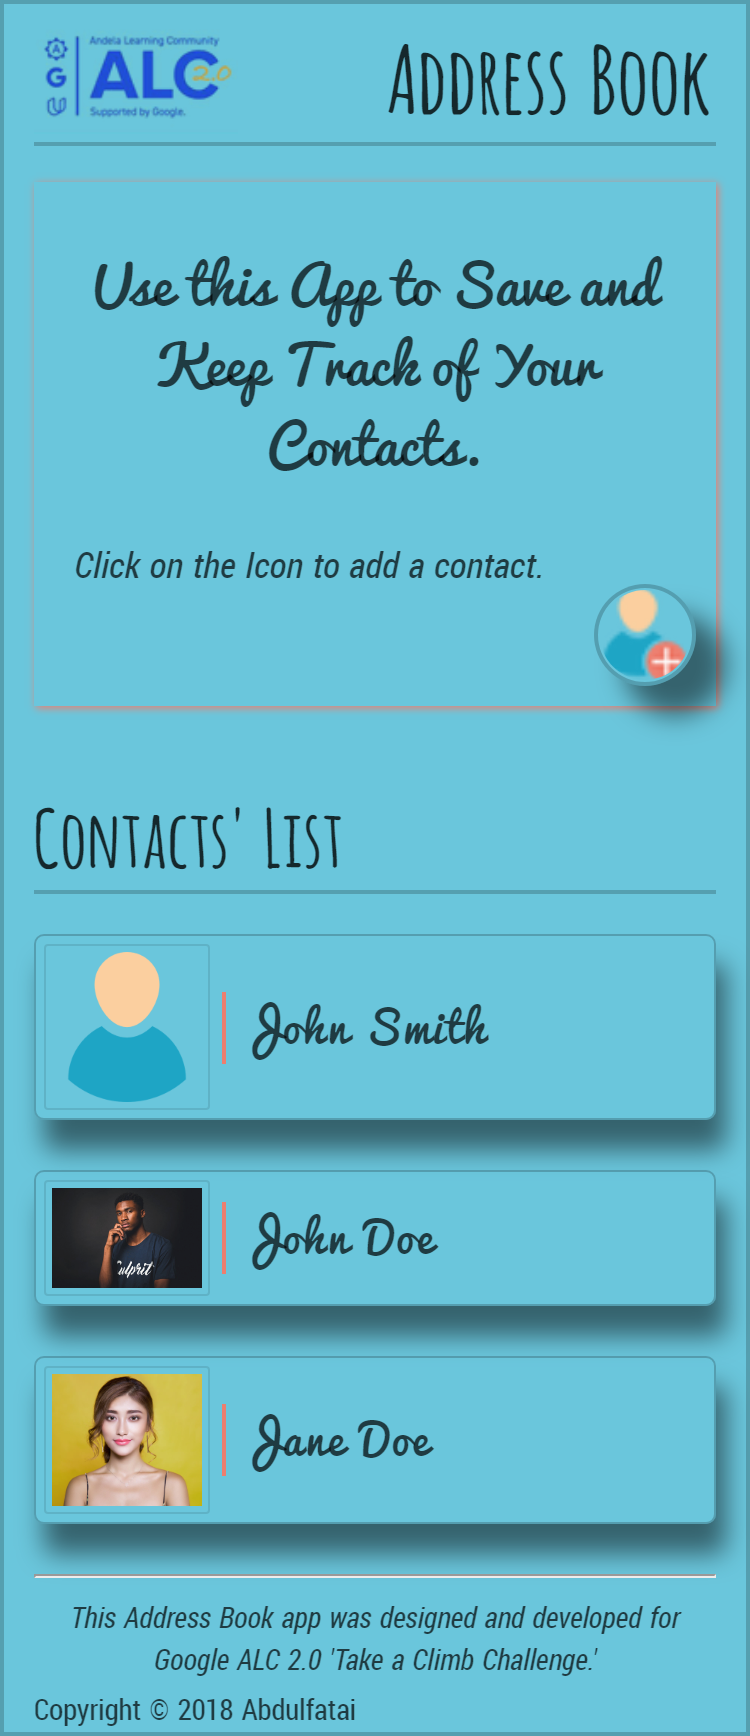 Andela Learning Community
A
G
U
ALC 2.0
Supported by Google.
Address Book
Use this App to Save and
Keep Track of Your
Contacts.
Click on the Icon to add a contact.
Contacts' List
John Smith
John Doe
Culprit
Jane Doe
This Address Book app was designed and developed for
Google ALC 2.0 'Take a Climb Challenge.'
Copyright © 2018 Abdulfatai